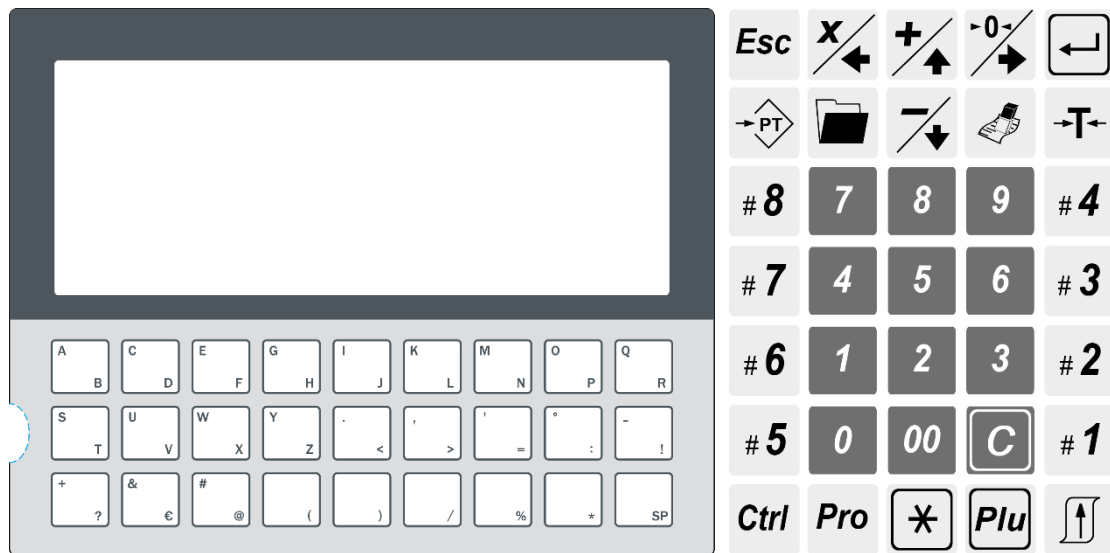 Esc X + 0
PT - T
# 8 7 8 9 # 4
# 7 4 5 6 # 3
A C E G I K M O Q
B D F H J L N P R
# 6 1 2 3 # 2
S U W Y . , ' ° -
T V X Z < > = : !
# 5 0 00 C # 1
+ & #
? € @ ( ) / % * SP
Ctrl Pro * Plu